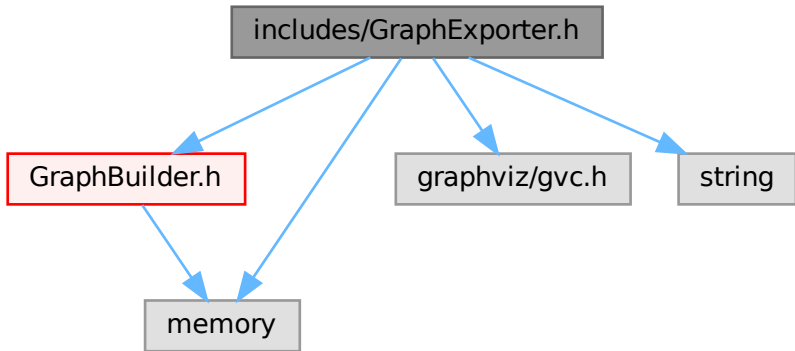 includes/GraphExporter.h
GraphBuilder.h
graphviz/gvc.h
string
memory